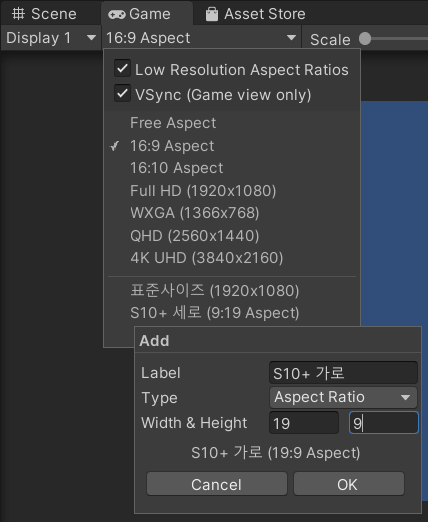 Scene Game Asset Store
Display 1 16:9 Aspect Scale
Low Resolution Aspect Ratios
VSync (Game view only)
Free Aspect
16:9 Aspect
16:10 Aspect
Full HD (1920x1080)
WXGA (1366x768)
QHD (2560x1440)
4K UHD (3840x2160)
표준사이즈 (1920x1080)
S10+ 세로 (9:19 Aspect)
Add
Label S10+ 가로
Type Aspect Ratio
Width & Height 19 9
S10+ 가로 (19:9 Aspect)
Cancel OK